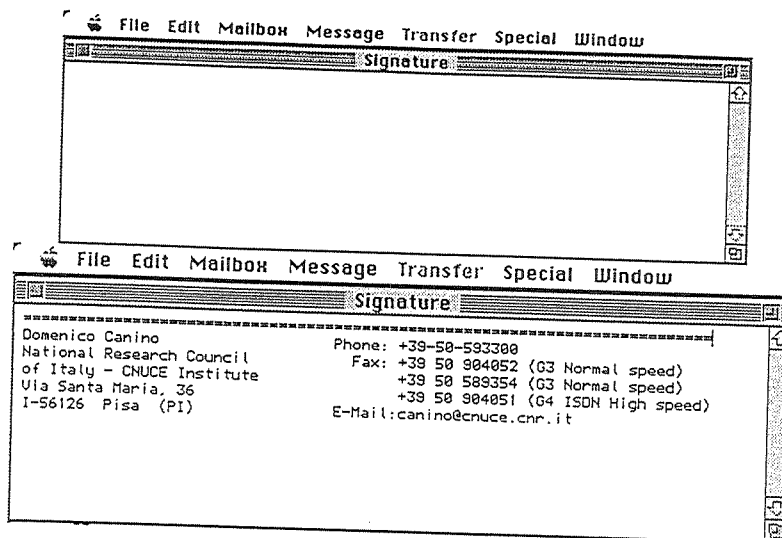 File Edit Mailbox Message Transfer Special Window
Signature
File Edit Mailbox Message Transfer Special Window
Signature
================================================================================
Domenico Canino Phone: +39-50-593300
National Research Council Fax: +39 50 904052 (G3 Normal speed)
of Italy - CNUCE Institute +39 50 589354 (G3 Normal speed)
Via Santa Maria, 36 +39 50 904051 (G4 ISDN High speed)
I-56126 Pisa (PI) E-Mail:canino@cnuce.cnr.it